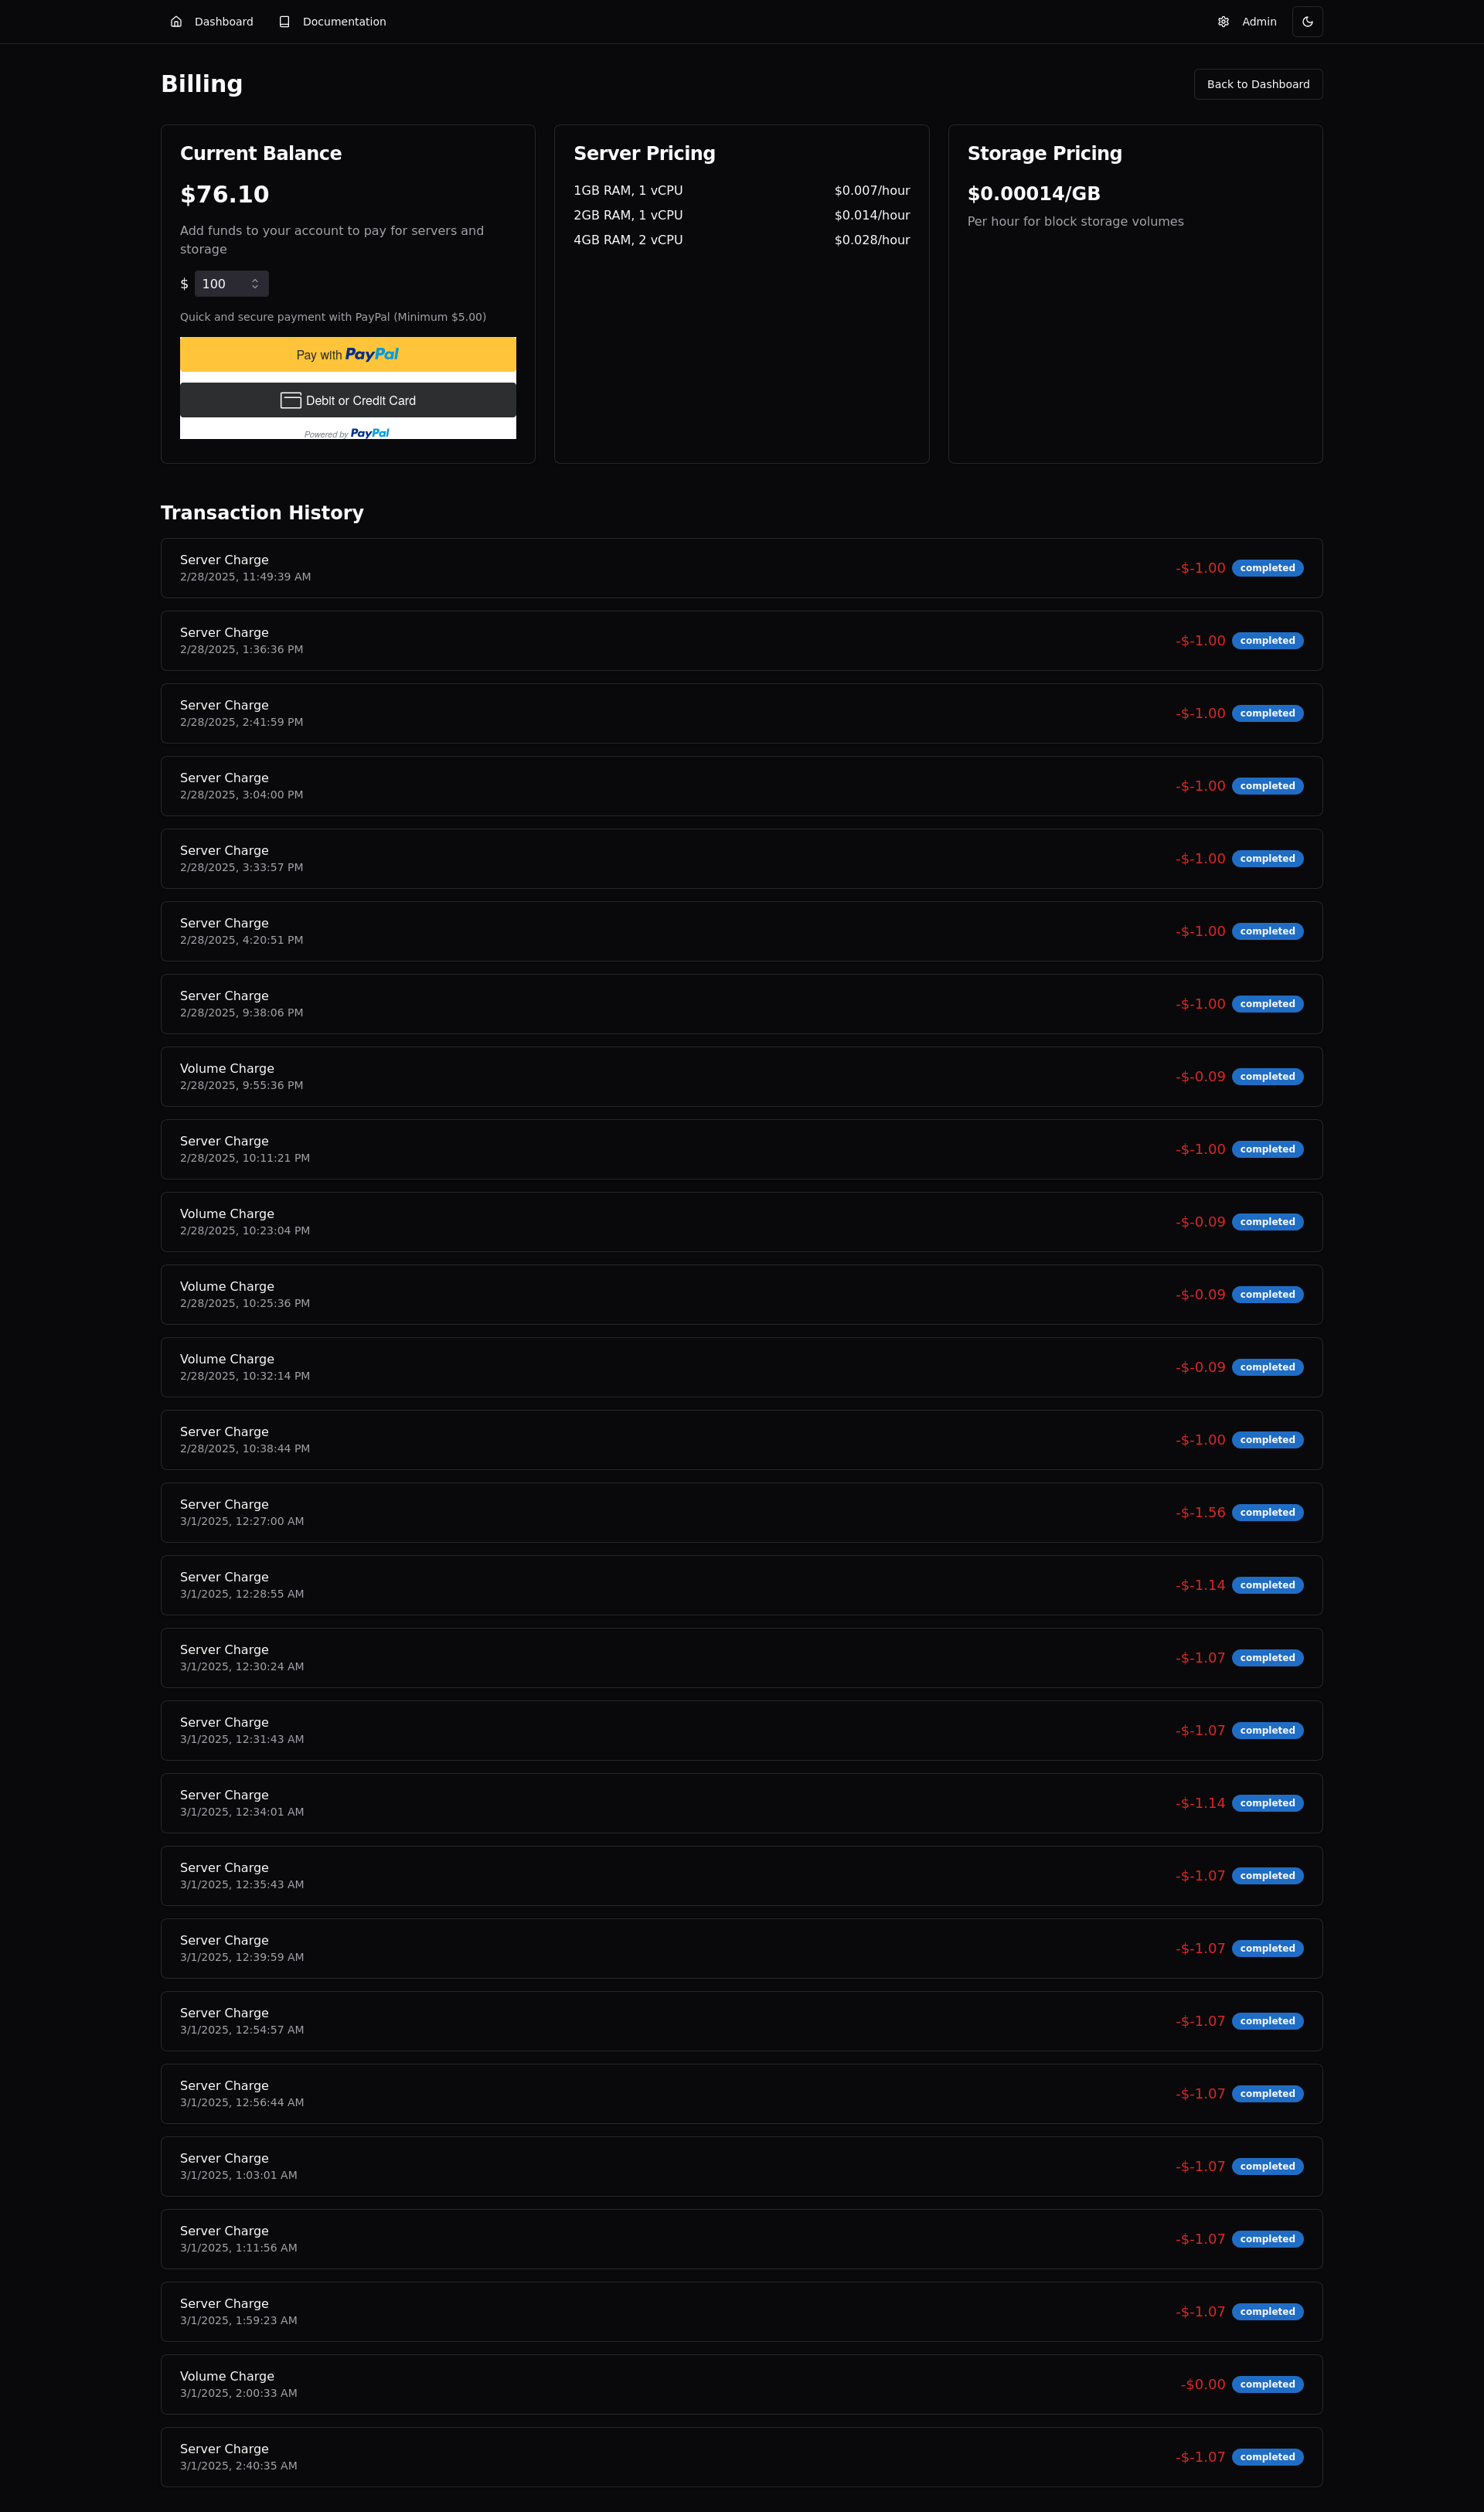 Dashboard Documentation Admin
Billing Back to Dashboard
Current Balance
$76.10
Add funds to your account to pay for servers and
storage
$ 100
Quick and secure payment with PayPal (Minimum $5.00)
Pay with PayPal
Debit or Credit Card
Powered by PayPal
Server Pricing
1GB RAM, 1 vCPU $0.007/hour
2GB RAM, 1 vCPU $0.014/hour
4GB RAM, 2 vCPU $0.028/hour
Storage Pricing
$0.00014/GB
Per hour for block storage volumes
Transaction History
Server Charge
2/28/2025, 11:49:39 AM
-$-1.00 completed
Server Charge
2/28/2025, 1:36:36 PM
-$-1.00 completed
Server Charge
2/28/2025, 2:41:59 PM
-$-1.00 completed
Server Charge
2/28/2025, 3:04:00 PM
-$-1.00 completed
Server Charge
2/28/2025, 3:33:57 PM
-$-1.00 completed
Server Charge
2/28/2025, 4:20:51 PM
-$-1.00 completed
Server Charge
2/28/2025, 9:38:06 PM
-$-1.00 completed
Volume Charge
2/28/2025, 9:55:36 PM
-$-0.09 completed
Server Charge
2/28/2025, 10:11:21 PM
-$-1.00 completed
Volume Charge
2/28/2025, 10:23:04 PM
-$-0.09 completed
Volume Charge
2/28/2025, 10:25:36 PM
-$-0.09 completed
Volume Charge
2/28/2025, 10:32:14 PM
-$-0.09 completed
Server Charge
2/28/2025, 10:38:44 PM
-$-1.00 completed
Server Charge
3/1/2025, 12:27:00 AM
-$-1.56 completed
Server Charge
3/1/2025, 12:28:55 AM
-$-1.14 completed
Server Charge
3/1/2025, 12:30:24 AM
-$-1.07 completed
Server Charge
3/1/2025, 12:31:43 AM
-$-1.07 completed
Server Charge
3/1/2025, 12:34:01 AM
-$-1.14 completed
Server Charge
3/1/2025, 12:35:43 AM
-$-1.07 completed
Server Charge
3/1/2025, 12:39:59 AM
-$-1.07 completed
Server Charge
3/1/2025, 12:54:57 AM
-$-1.07 completed
Server Charge
3/1/2025, 12:56:44 AM
-$-1.07 completed
Server Charge
3/1/2025, 1:03:01 AM
-$-1.07 completed
Server Charge
3/1/2025, 1:11:56 AM
-$-1.07 completed
Server Charge
3/1/2025, 1:59:23 AM
-$-1.07 completed
Volume Charge
3/1/2025, 2:00:33 AM
-$0.00 completed
Server Charge
3/1/2025, 2:40:35 AM
-$-1.07 completed